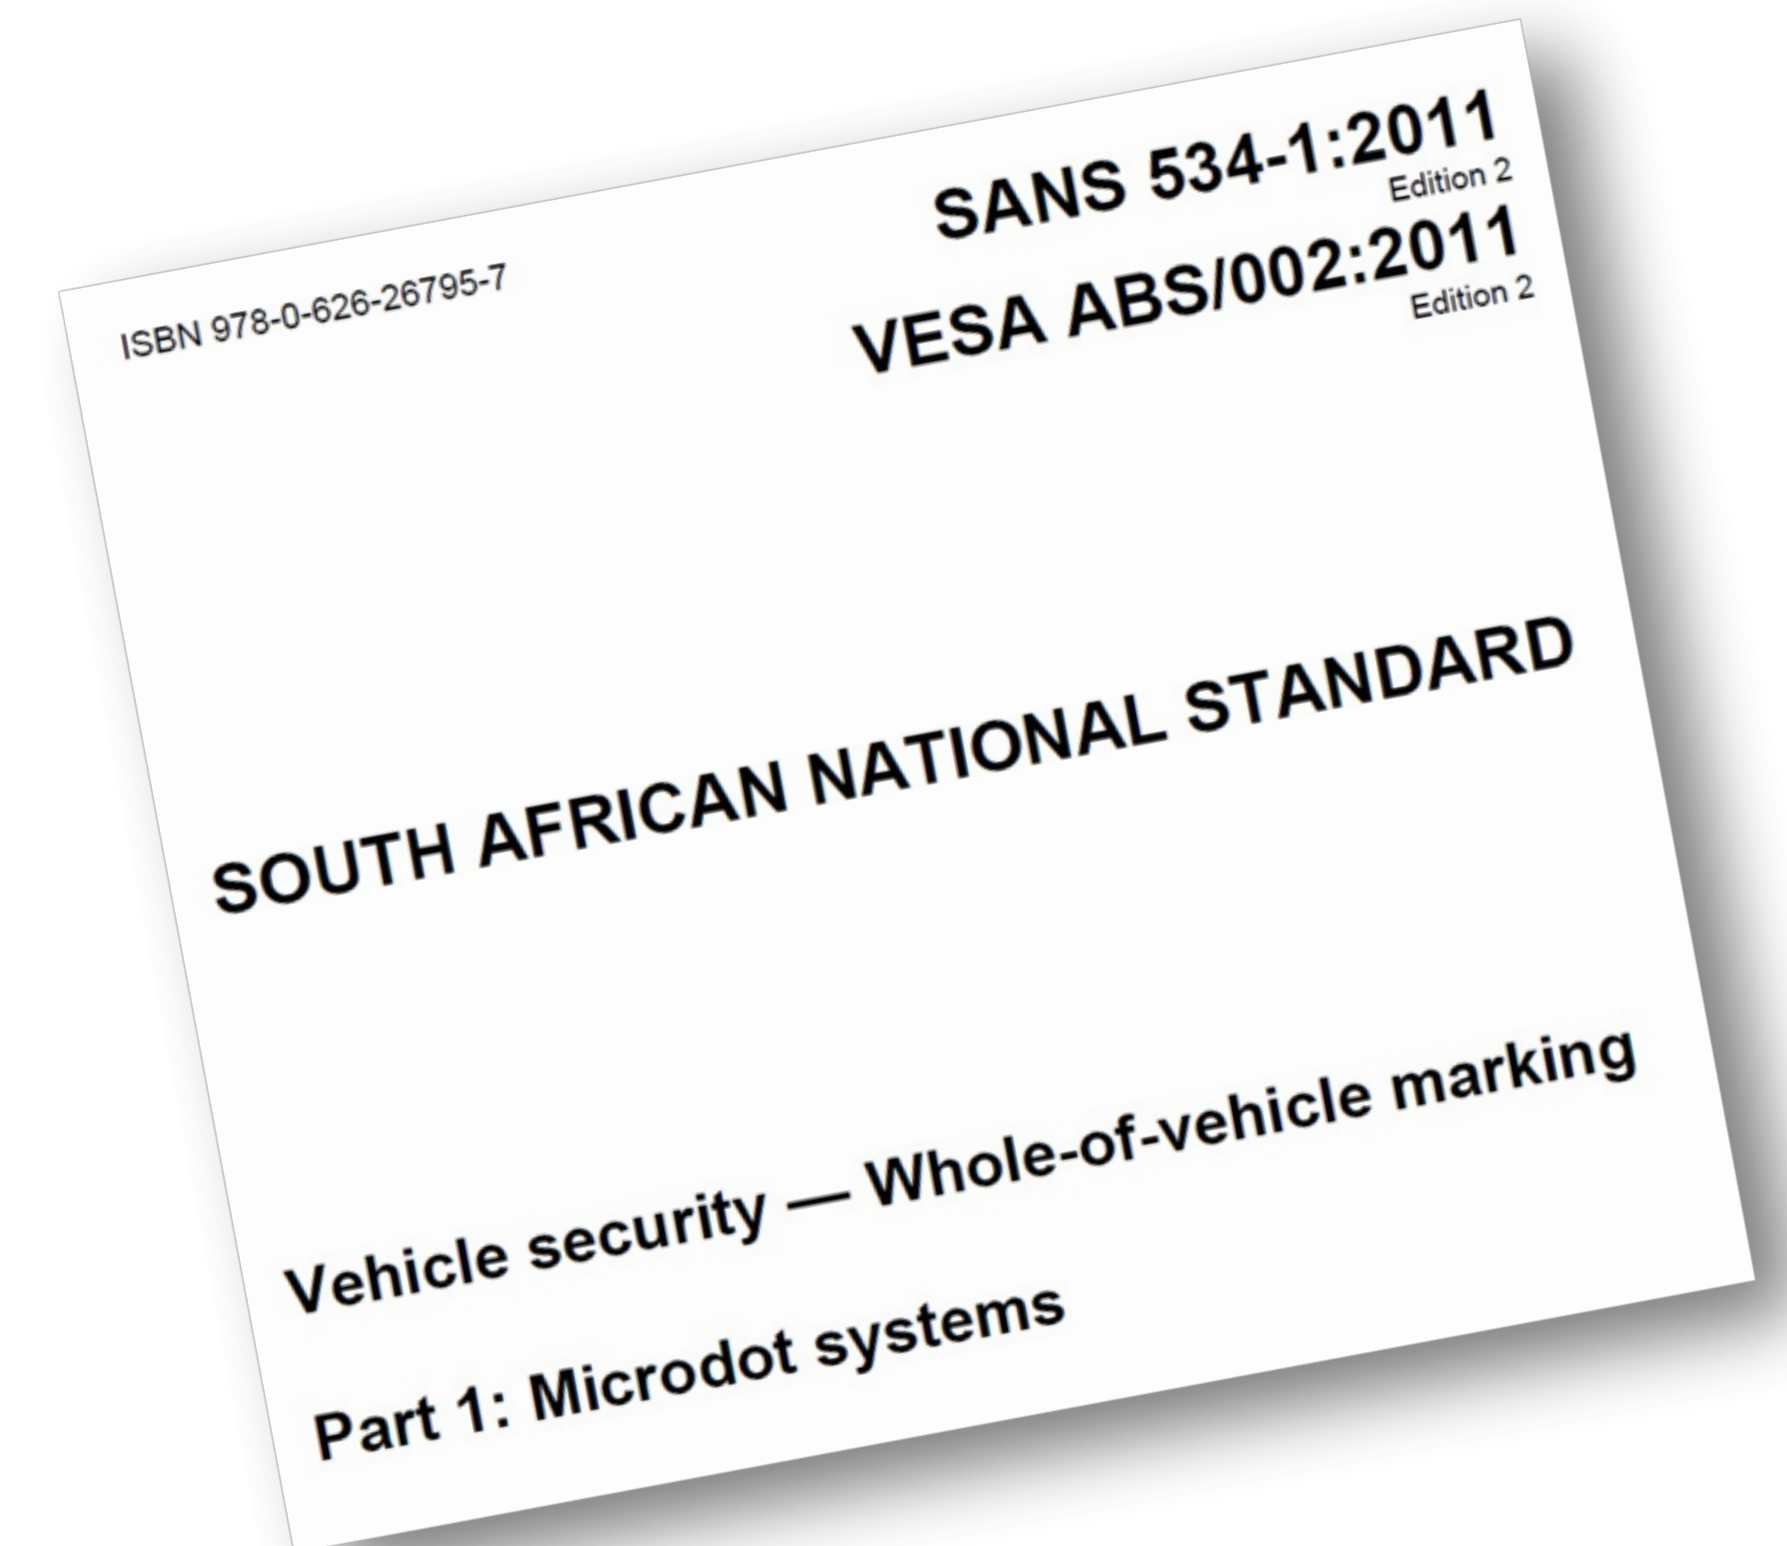 ISBN 978-0-626-26795-7
SANS 534-1:2011
Edition 2
VESA ABS/002:2011
Edition 2
SOUTH AFRICAN NATIONAL STANDARD
Vehicle security — Whole-of-vehicle marking
Part 1: Microdot systems